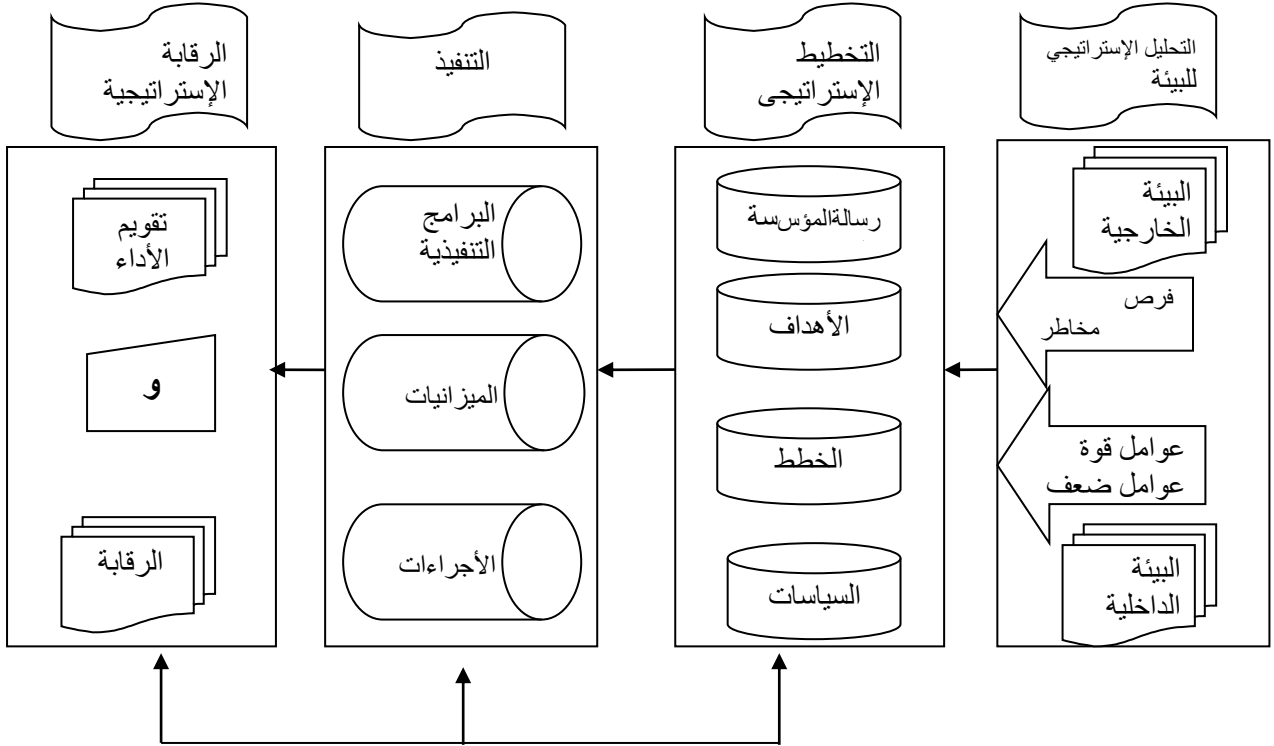 التحليل الإستراتيجي
للبيئة
التخطيط
الإستراتيجى
التنفيذ
الرقابة
الإستراتيجية
البيئة
الخارجية
فرص
مخاطر
عوامل قوة
عوامل ضعف
البيئة
الداخلية
رسالةالمؤسسة
الأهداف
الخطط
السياسات
البرامج
التنفيذية
الميزانيات
الأجراءات
تقويم
الأداء
و
الرقابة